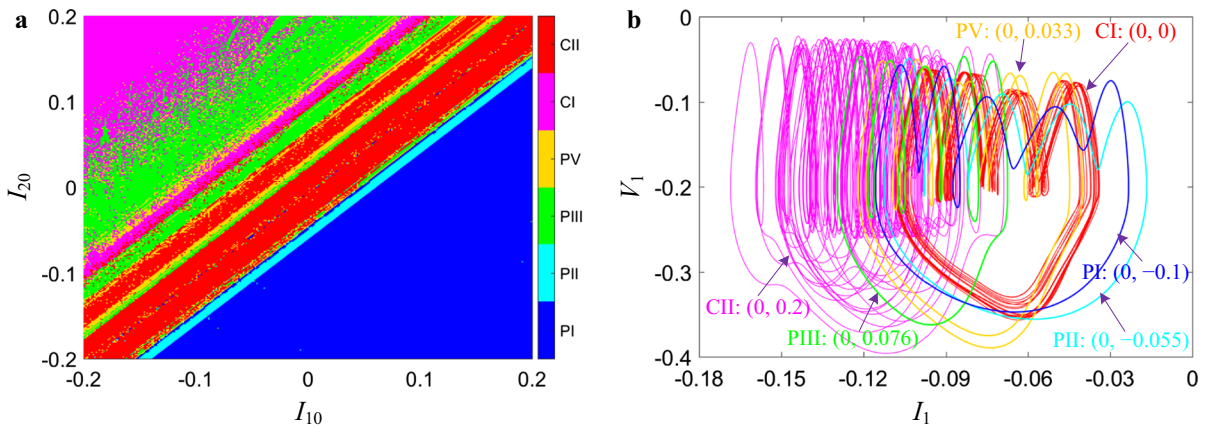 a
0.2
0.1
0
-0.1
-0.2
I20
-0.2
-0.1
0
0.1
0.2
I10
CII
CI
PV
PIII
PII
PI
b
0
-0.1
-0.2
-0.3
-0.4
V1
-0.18
-0.15
-0.12
-0.09
-0.06
-0.03
0
I1
PV: (0, 0.033)
CI: (0, 0)
PI: (0, −0.1)
CII: (0, 0.2)
PIII: (0, 0.076)
PII: (0, −0.055)